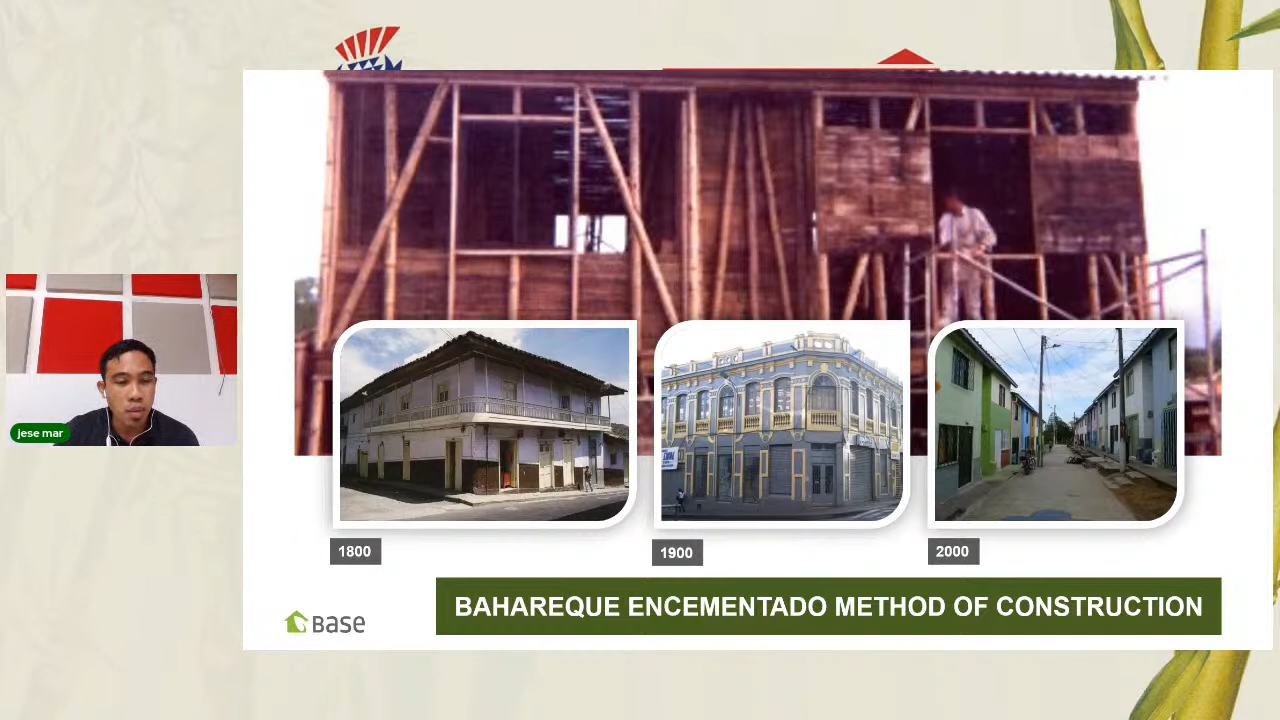 jese mar
1800
1900
2000
BAHAREQUE ENCEMENTADO METHOD OF CONSTRUCTION
BASE